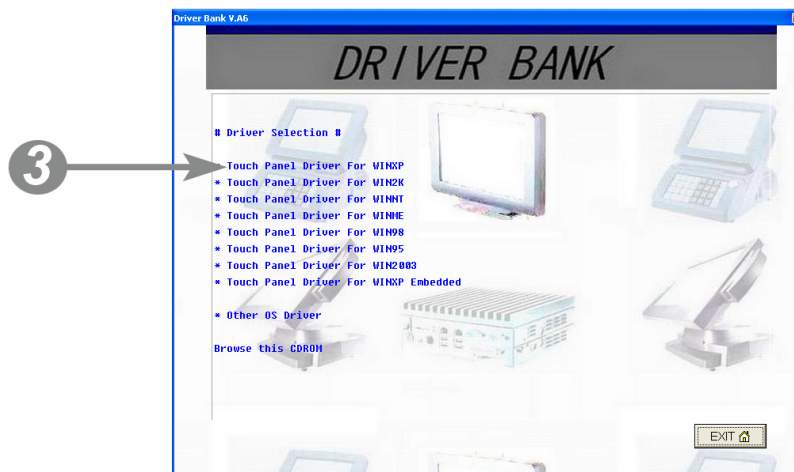 Driver Bank V.A6
DRIVER BANK
# Driver Selection #
3
* Touch Panel Driver For WINXP
* Touch Panel Driver For WIN2K
* Touch Panel Driver For WINNT
* Touch Panel Driver For WINME
* Touch Panel Driver For WIN98
* Touch Panel Driver For WIN95
* Touch Panel Driver For WIN2003
* Touch Panel Driver For WINXP Embedded
* Other OS Driver
Browse this CDROM
EXIT